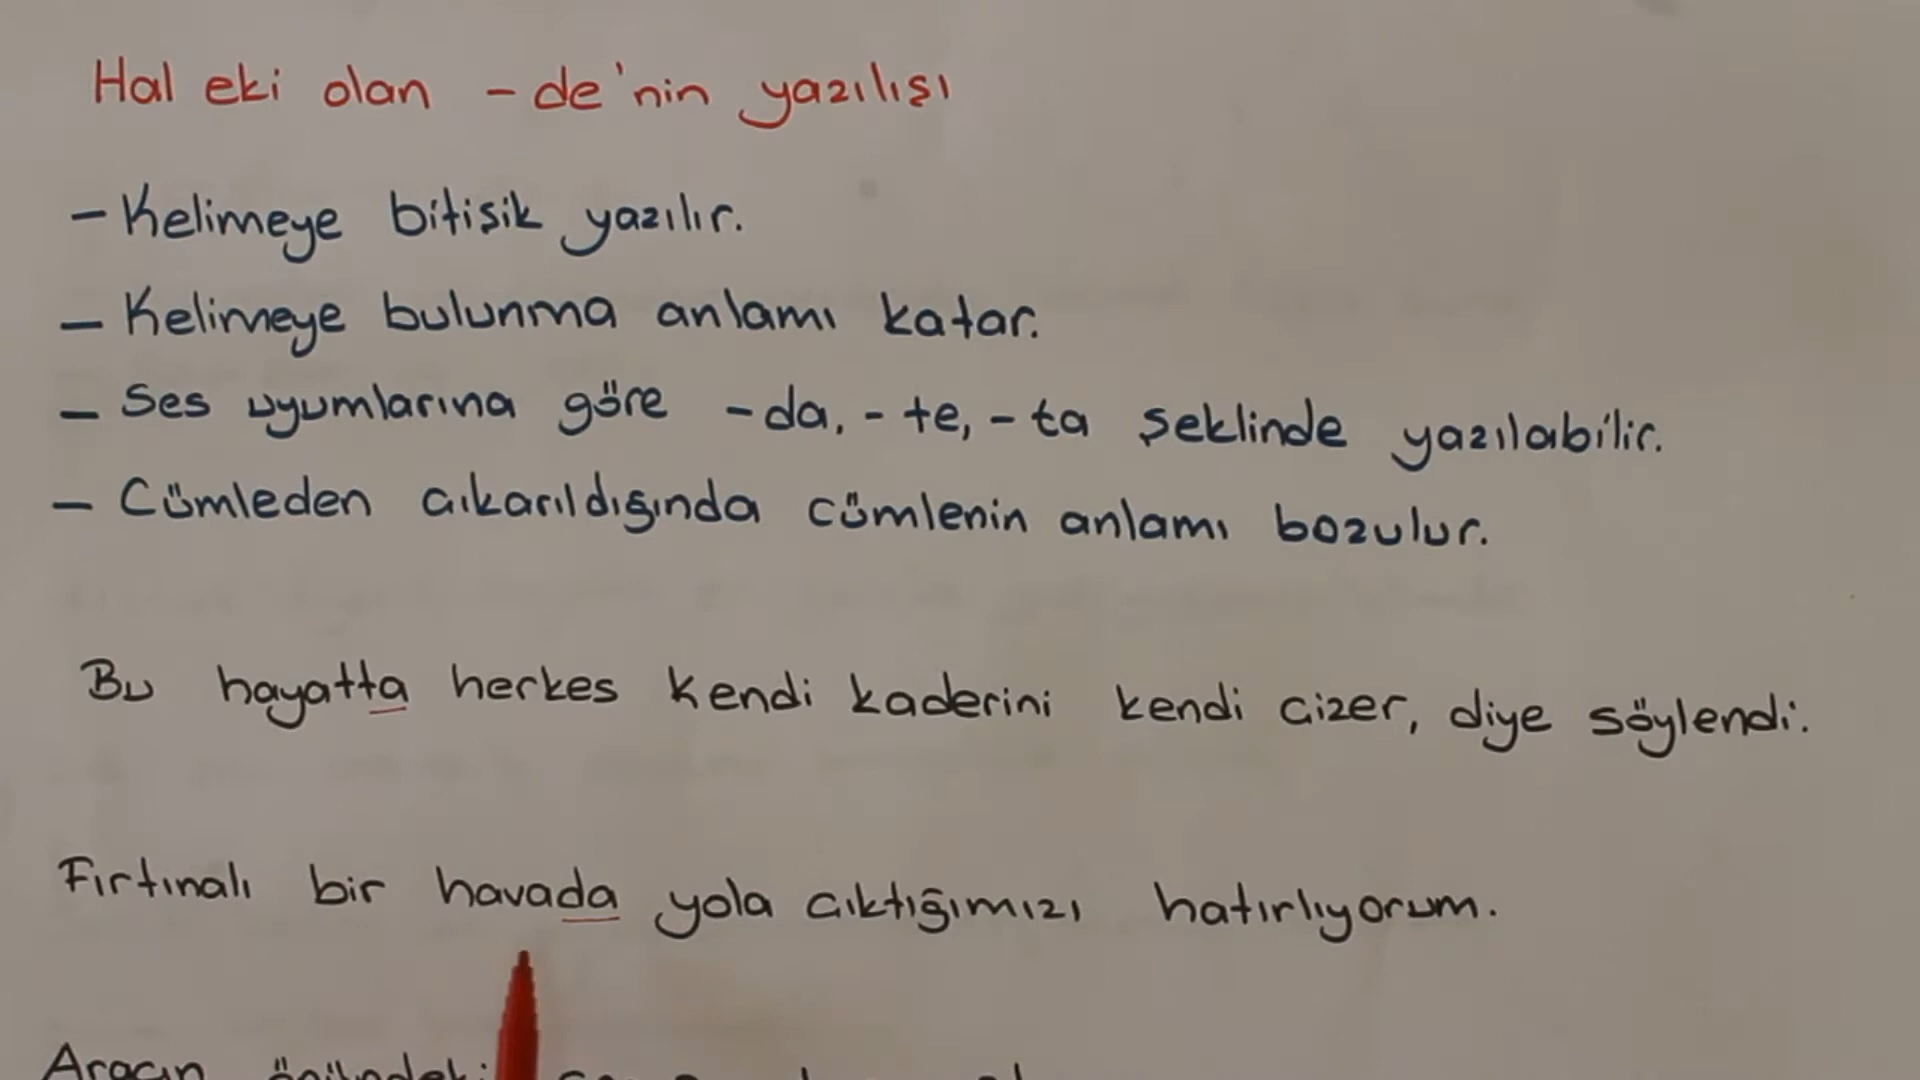 Hal eki olan -de'nin yazılışı
- Kelimeye bitişik yazılır.
- Kelimeye bulunma anlamı katar.
- Ses uyumlarına göre -da, -te, -ta şeklinde yazılabilir.
- Cümleden çıkarıldığında cümlenin anlamı bozulur.
Bu hayatta herkes kendi kaderini kendi çizer, diye söylendi.
Fırtınalı bir havada yola çıktığımızı hatırlıyorum.
Aracın önündeki